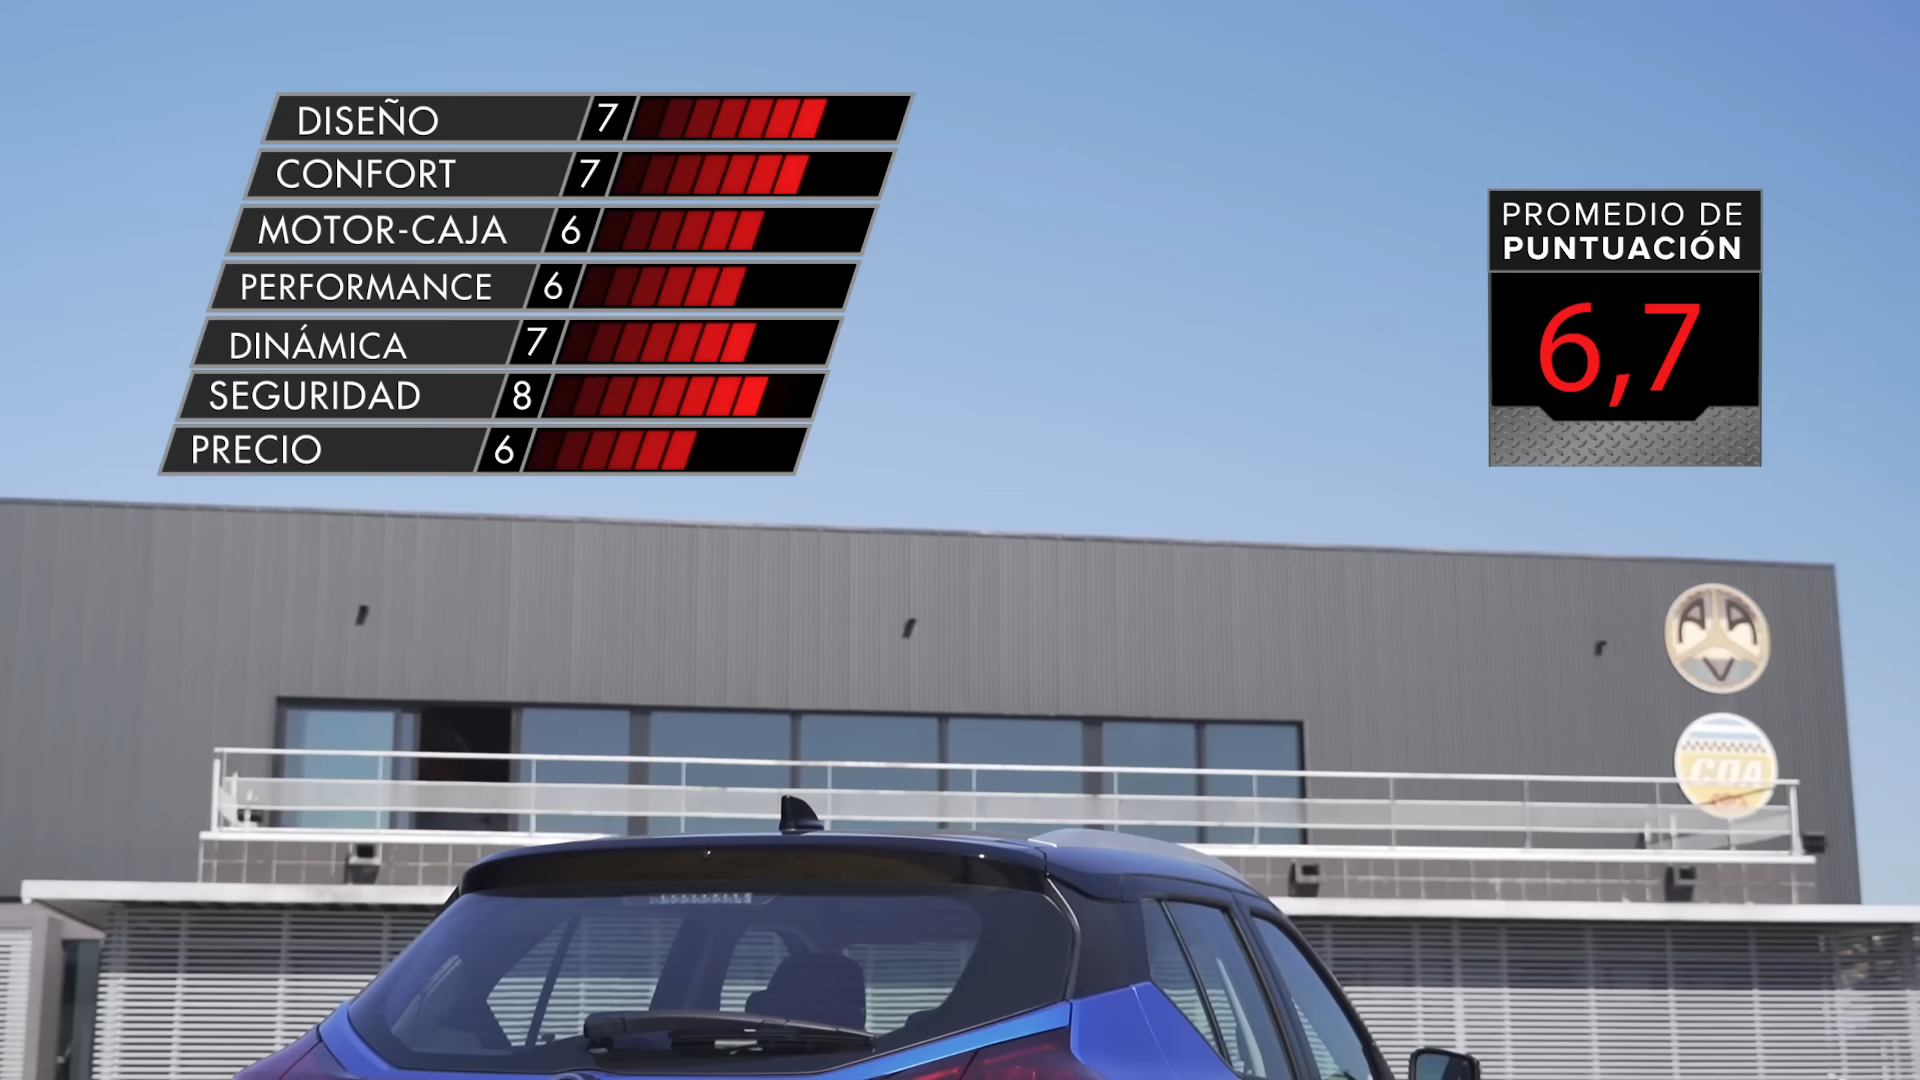 DISEÑO 7
CONFORT 7
MOTOR-CAJA 6
PERFORMANCE 6
DINÁMICA 7
SEGURIDAD 8
PRECIO 6
PROMEDIO DE
PUNTUACIÓN
6,7
CDA